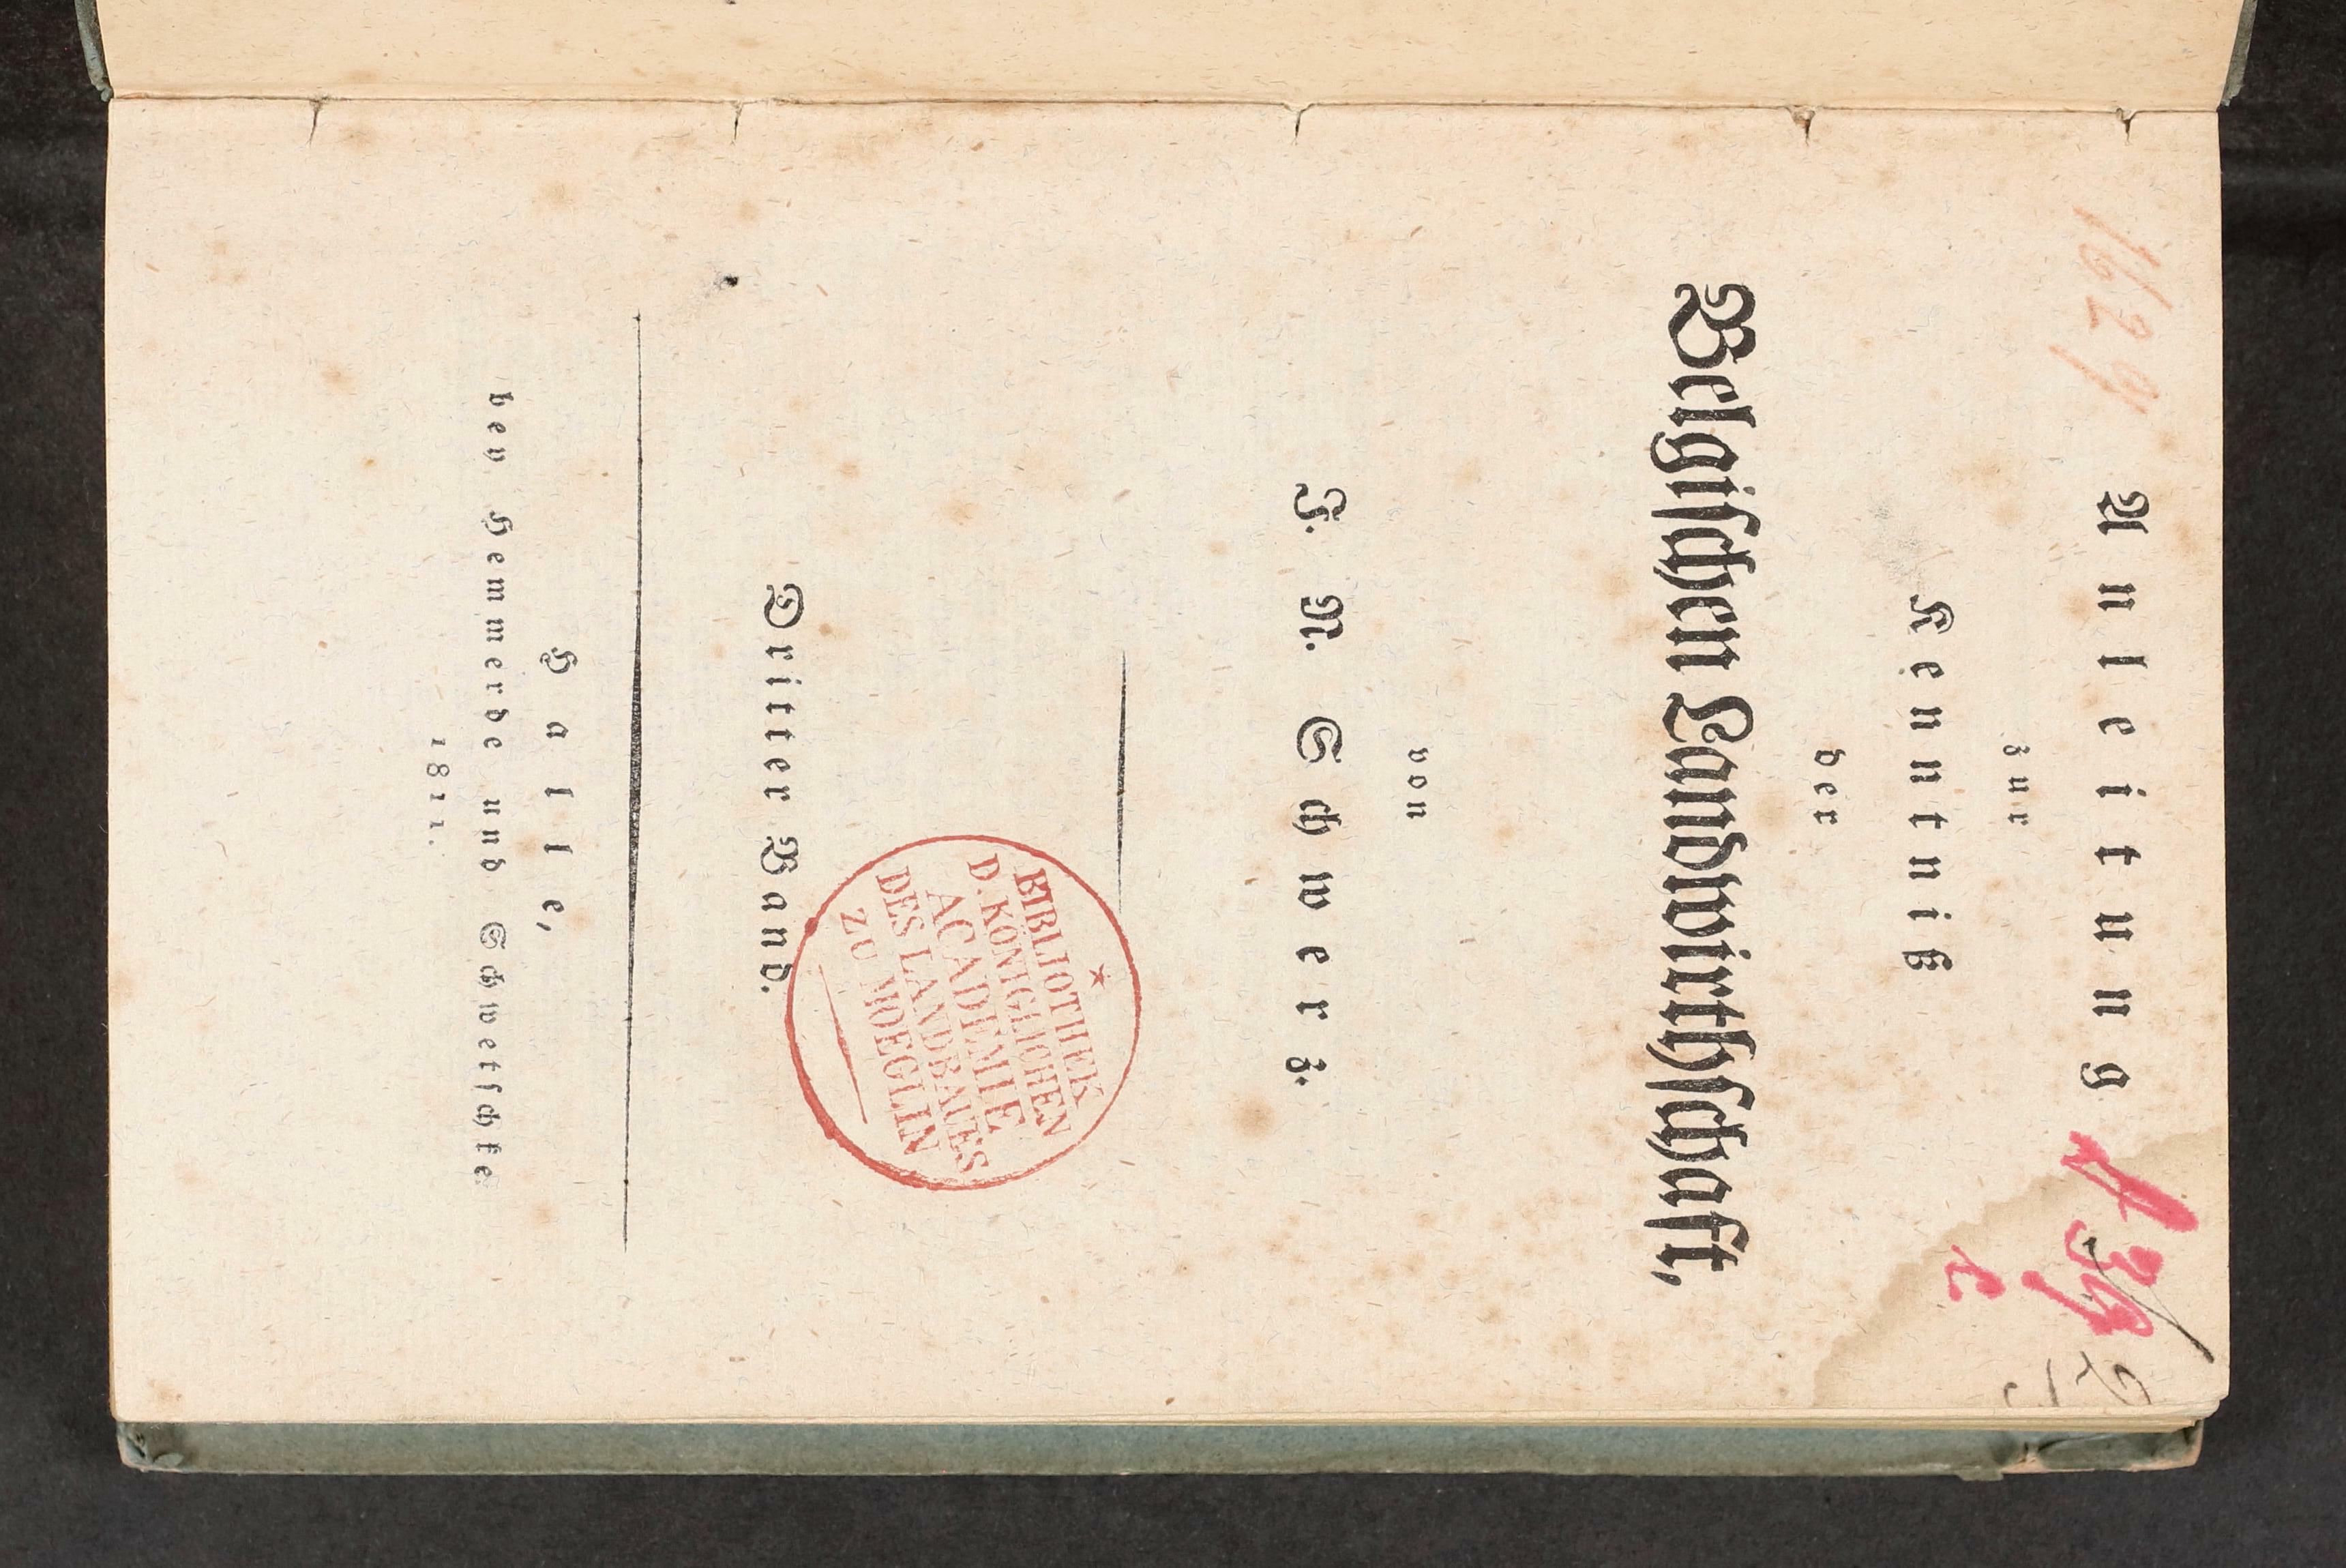 1629
Anleitung
zur
Kenntniß
der
Belgischen Landwirthschaft,
von
J. N. Schwerz.
BIBLIOTHEK
D. KÖNIGLICHEN
ACADEMIE
DES LANDBAUES
ZU MOEGLIN
Dritter Band.
Halle,
bey Hemmerde und Schwetschke
1811.